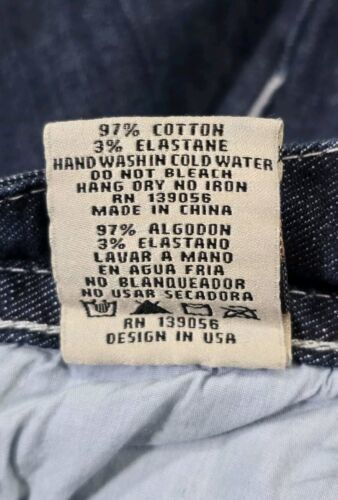 97% COTTON
3% ELASTANE
HAND WASH IN COLD WATER
DO NOT BLEACH
HANG DRY NO IRON
RN 139056
MADE IN CHINA
97% ALGODON
3% ELASTANO
LAVAR A MANO
EN AGUA FRIA
NO BLANQUEADOR
NO USAR SECADORA
RN 139056
DESIGN IN USA